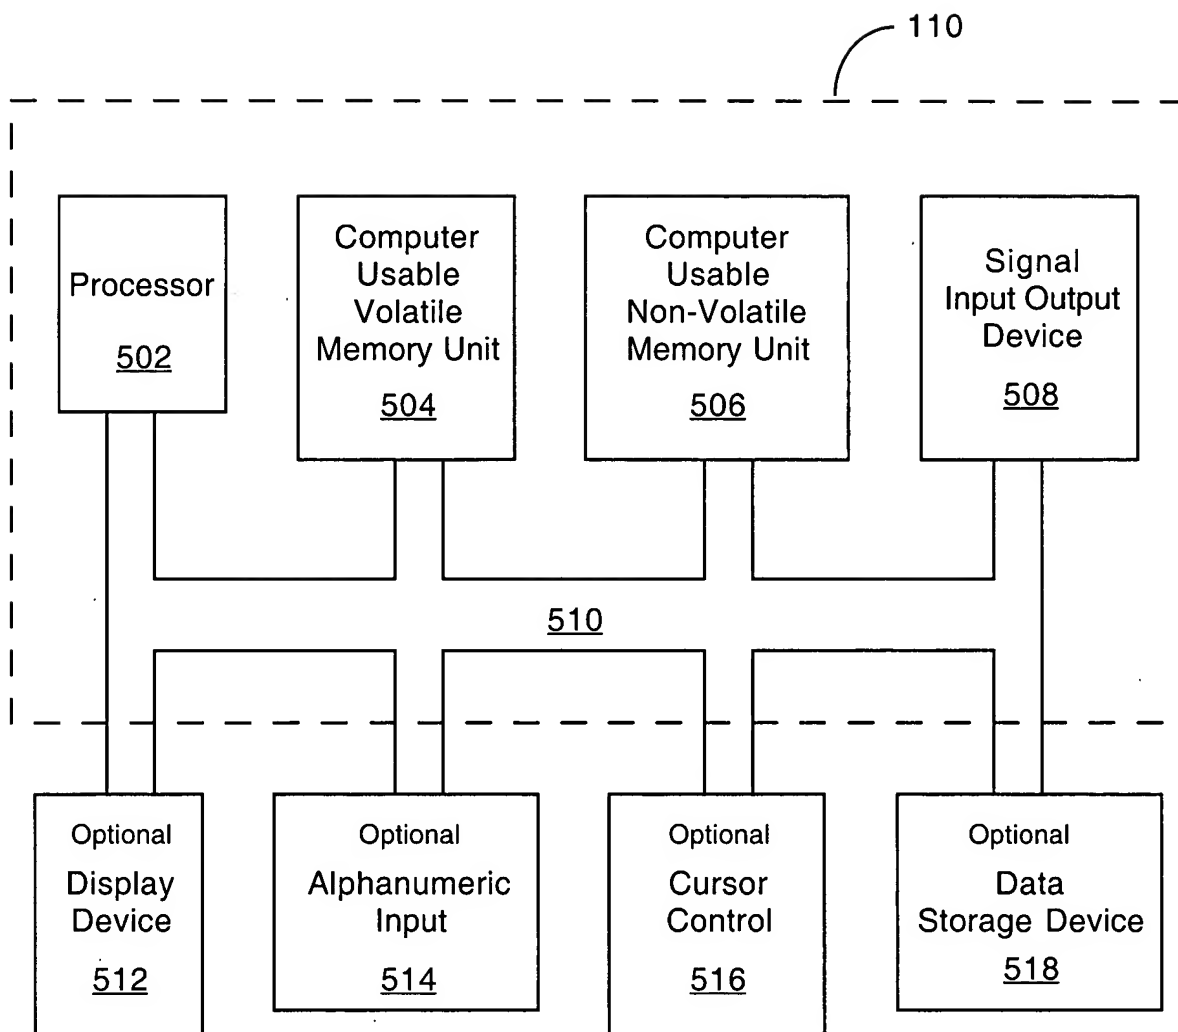 110
Processor
502
Computer
Usable
Volatile
Memory Unit
504
Computer
Usable
Non-Volatile
Memory Unit
506
Signal
Input Output
Device
508
510
Optional
Display
Device
512
Optional
Alphanumeric
Input
514
Optional
Cursor
Control
516
Optional
Data
Storage Device
518